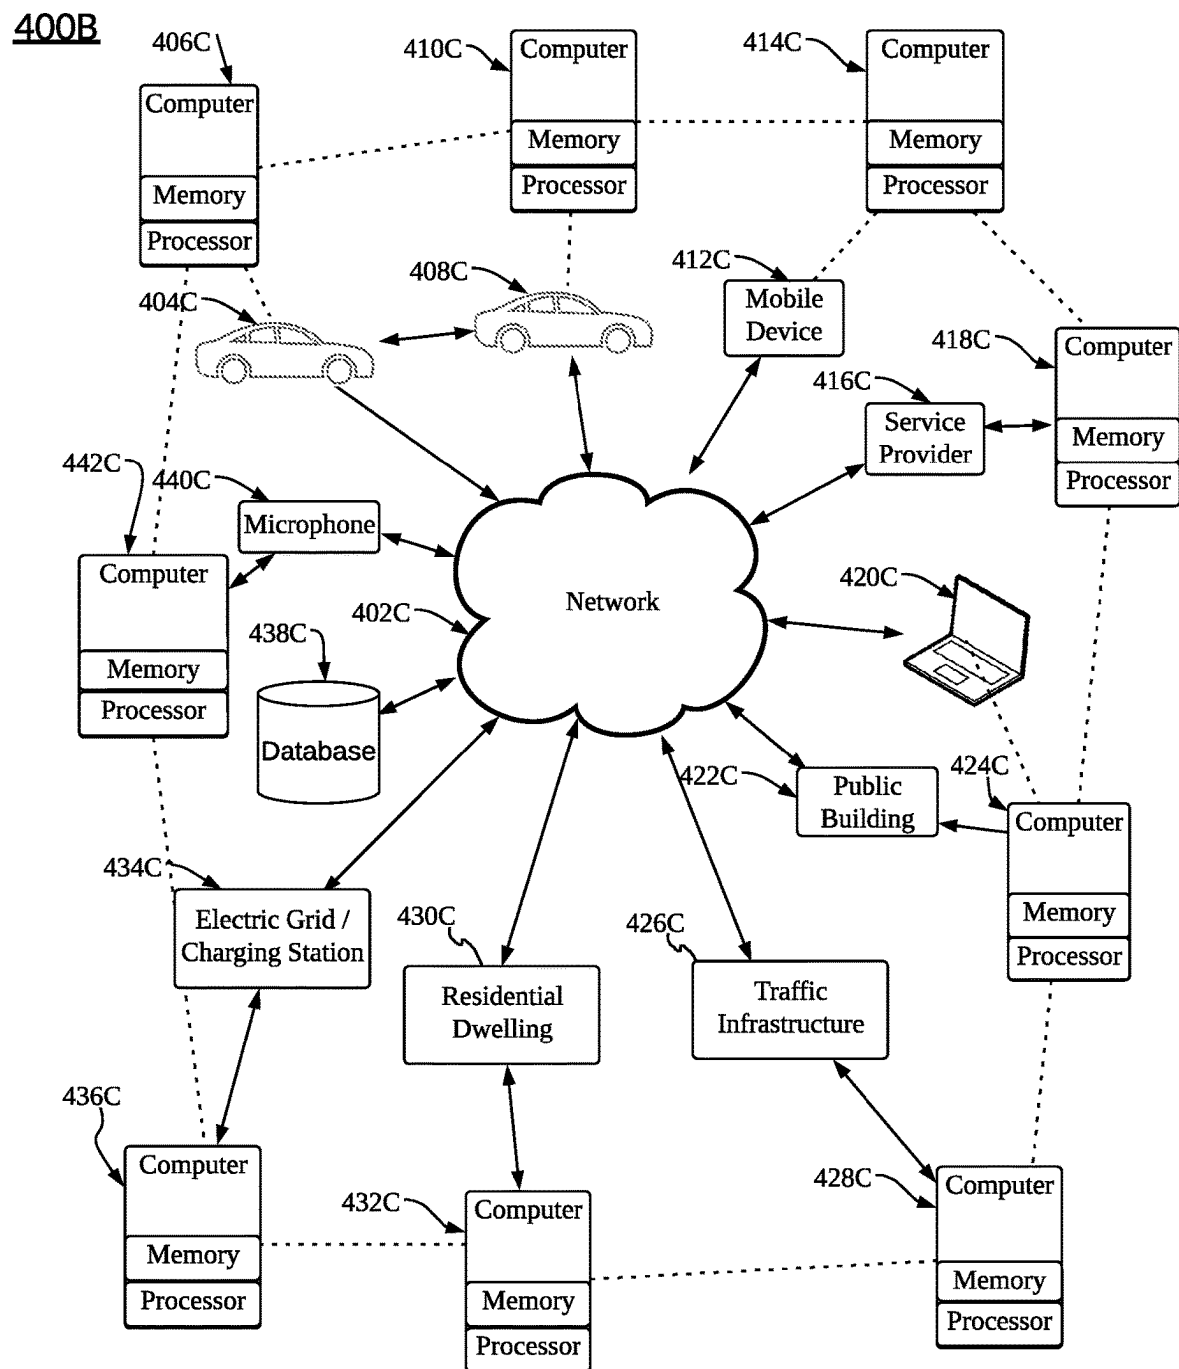 400B
406C
410C
414C
Computer
Memory
Processor
Computer
Memory
Processor
Computer
Memory
Processor
404C
408C
412C
Mobile
Device
418C
Computer
Memory
Processor
416C
Service
Provider
442C
440C
Microphone
Computer
Memory
Processor
Network
402C
438C
Database
420C
422C
Public
Building
424C
Computer
Memory
Processor
434C
Electric Grid /
Charging Station
430C
Residential
Dwelling
426C
Traffic
Infrastructure
436C
Computer
Memory
Processor
432C
Computer
Memory
Processor
428C
Computer
Memory
Processor